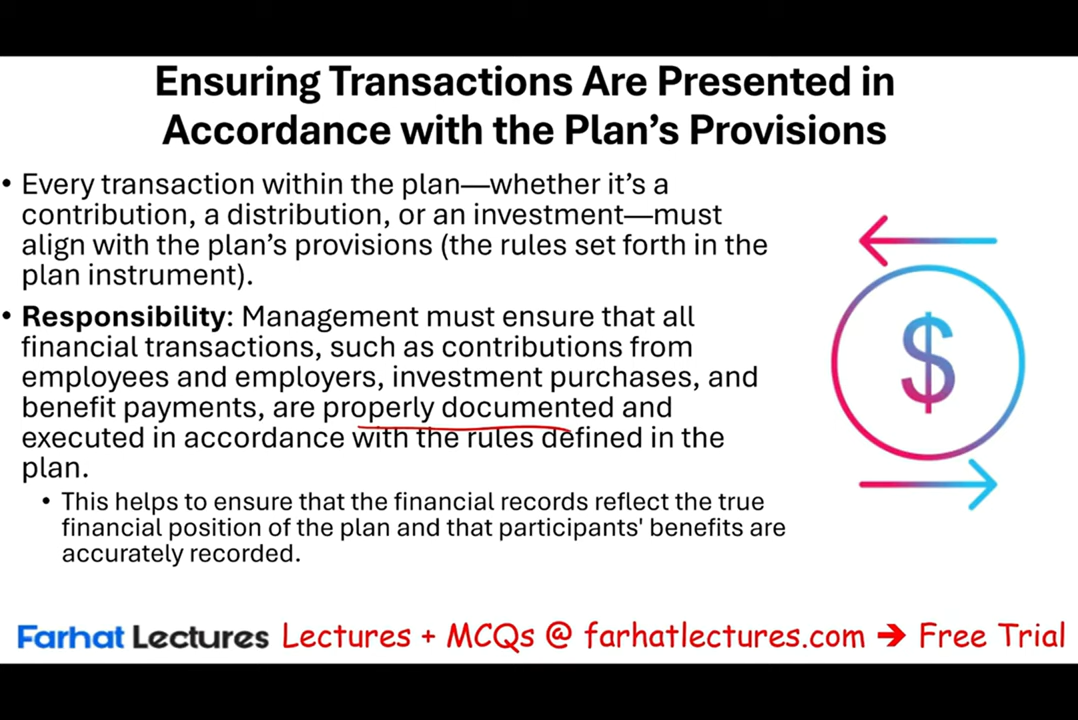 Ensuring Transactions Are Presented in
Accordance with the Plan’s Provisions
• Every transaction within the plan—whether it’s a
contribution, a distribution, or an investment—must
align with the plan’s provisions (the rules set forth in the
plan instrument).
• Responsibility: Management must ensure that all
financial transactions, such as contributions from
employees and employers, investment purchases, and
benefit payments, are properly documented and
executed in accordance with the rules defined in the
plan.
• This helps to ensure that the financial records reflect the true
financial position of the plan and that participants' benefits are
accurately recorded.
$
Farhat Lectures Lectures + MCQs @ farhatlectures.com ➔ Free Trial